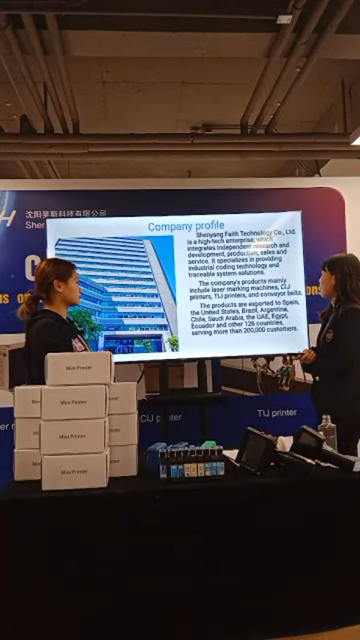 沈阳菲斯科技有限公司
Company profile
Shenyang Faith Technology Co., Ltd.
is a high-tech enterprise, which
integrates independent research and
development, production, sales and
service. It specializes in providing
industrial coding technology and
traceable system solutions.
The company's products mainly
include laser marking machines, CIJ
printers, TIJ printers, and conveyor belts.
The products are exported to Spain,
the United States, Brazil, Argentina,
Chile, Saudi Arabia, the UAE, Egypt,
Ecuador and other 126 countries,
serving more than 200,000 customers.
Mini Printer
Mini Printer
Mini Printer
Mini Printer
CIJ printer
TIJ printer